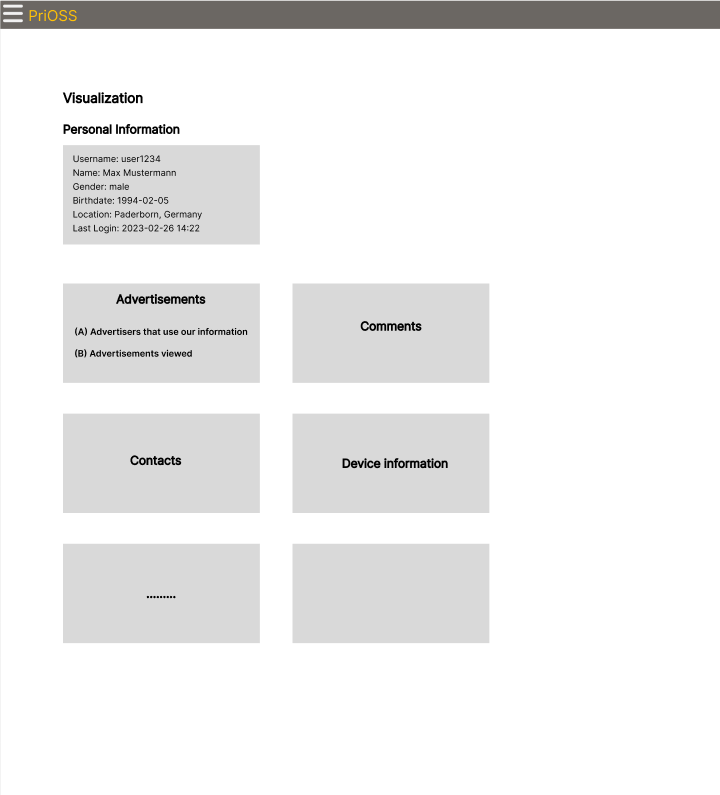 PriOSS
Visualization
Personal Information
Username: user1234
Name: Max Mustermann
Gender: male
Birthdate: 1994-02-05
Location: Paderborn, Germany
Last Login: 2023-02-26 14:22
Advertisements
(A) Advertisers that use our information
(B) Advertisements viewed
Comments
Contacts
Device information
.........